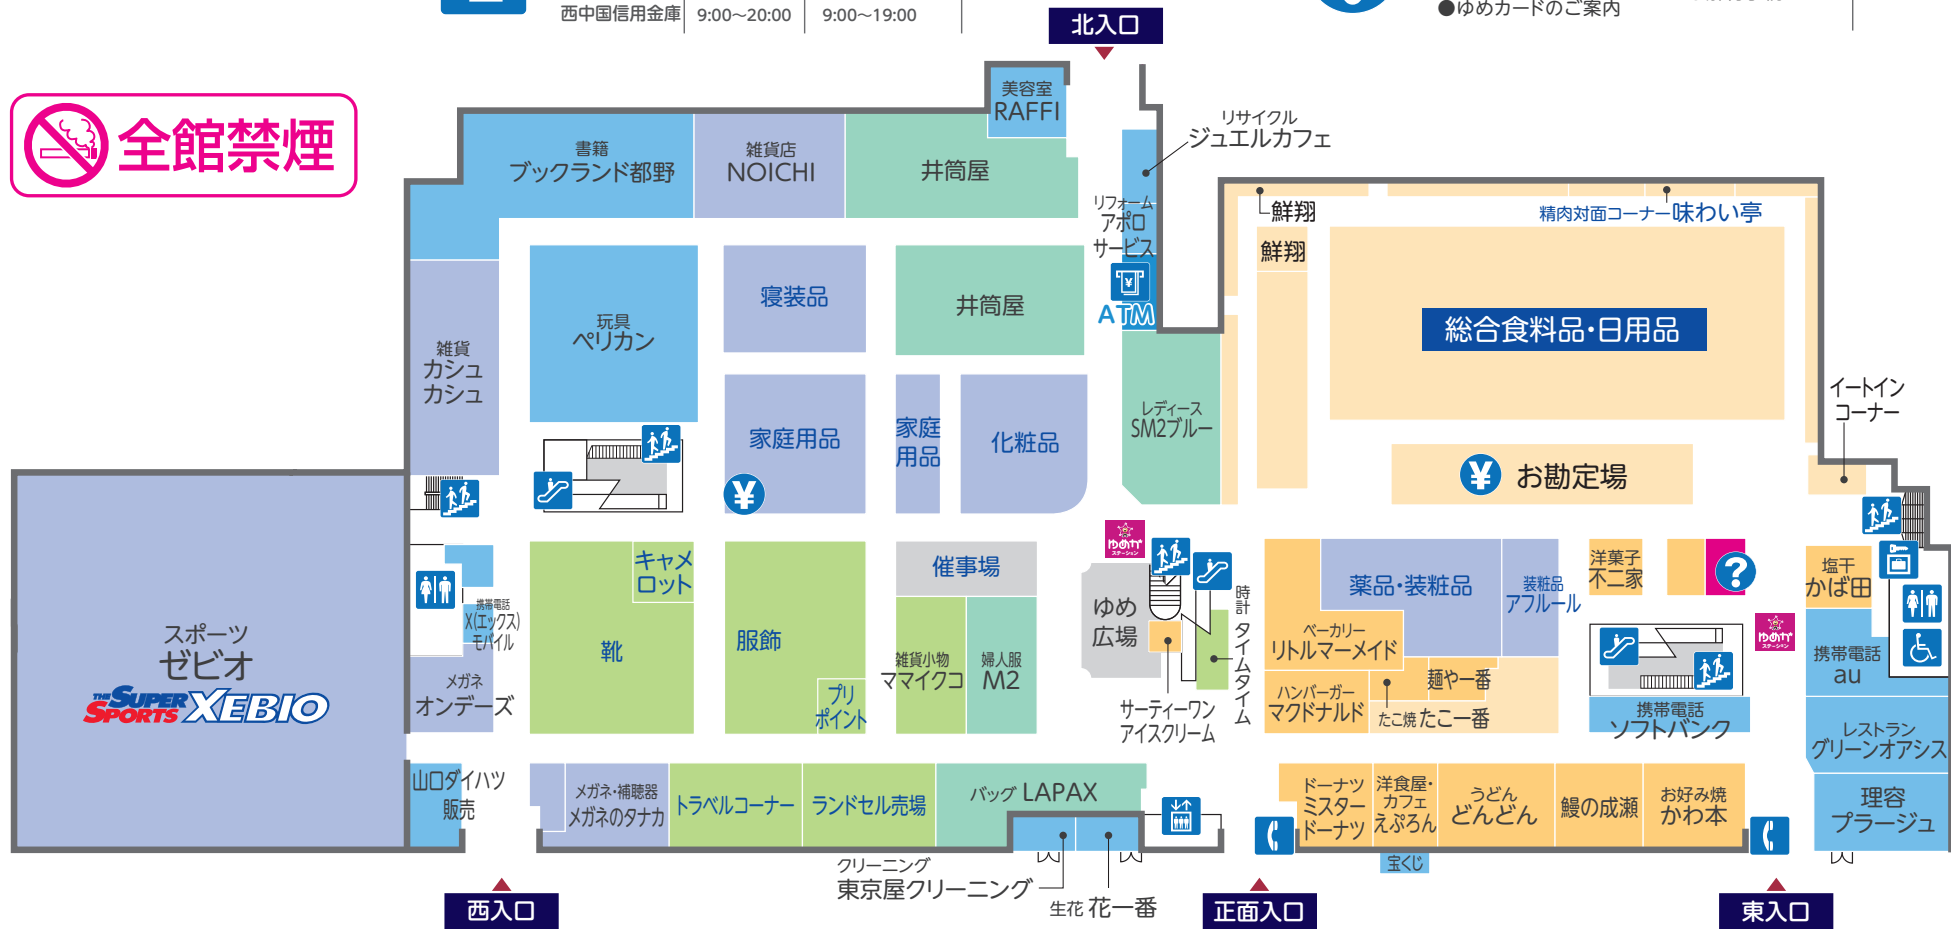 西中国信用金庫 9:00〜20:00 9:00〜19:00
●ゆめカードのご案内
北入口
全館禁煙
美容室
RAFFI
書籍
ブックランド都野
雑貨店
NOICHI
井筒屋
リサイクル
ジュエルカフェ
リフォーム
アポロ
サービス
ATM
鮮翔
鮮翔
精肉対面コーナー 味わい亭
総合食料品・日用品
イートイン
コーナー
¥ お勘定場
雑貨
カシュ
カシュ
玩具
ペリカン
寝装品
井筒屋
家庭用品
¥
家庭
用品
化粧品
レディース
SM2ブルー
スポーツ
ゼビオ
THE SUPER
SPORTS XEBIO
携帯電話
X(エックス)
モバイル
メガネ
オンデーズ
山口ダイハツ
販売
キャメ
ロット
靴
服飾
プリ
ポイント
催事場
雑貨小物
ママイクコ
婦人服
M2
ゆめか
ステーション
ゆめ
広場
サーティーワン
アイスクリーム
時計 タイムタイム
薬品・装粧品
装粧品
アフルール
ベーカリー
リトルマーメイド
ハンバーガー
マクドナルド
麺や一番
たこ焼 たこ一番
洋菓子
不二家
?
ゆめか
ステーション
携帯電話
ソフトバンク
塩干
かば田
携帯電話
au
レストラン
グリーンオアシス
理容
プラージュ
メガネ・補聴器
メガネのタナカ
トラベルコーナー
ランドセル売場
バッグ LAPAX
ドーナツ
ミスター
ドーナツ
洋食屋・
カフェ
えぷろん
うどん
どんどん
鰻の成瀬
お好み焼
かわ本
宝くじ
クリーニング
東京屋クリーニング
生花 花一番
西入口
正面入口
東入口